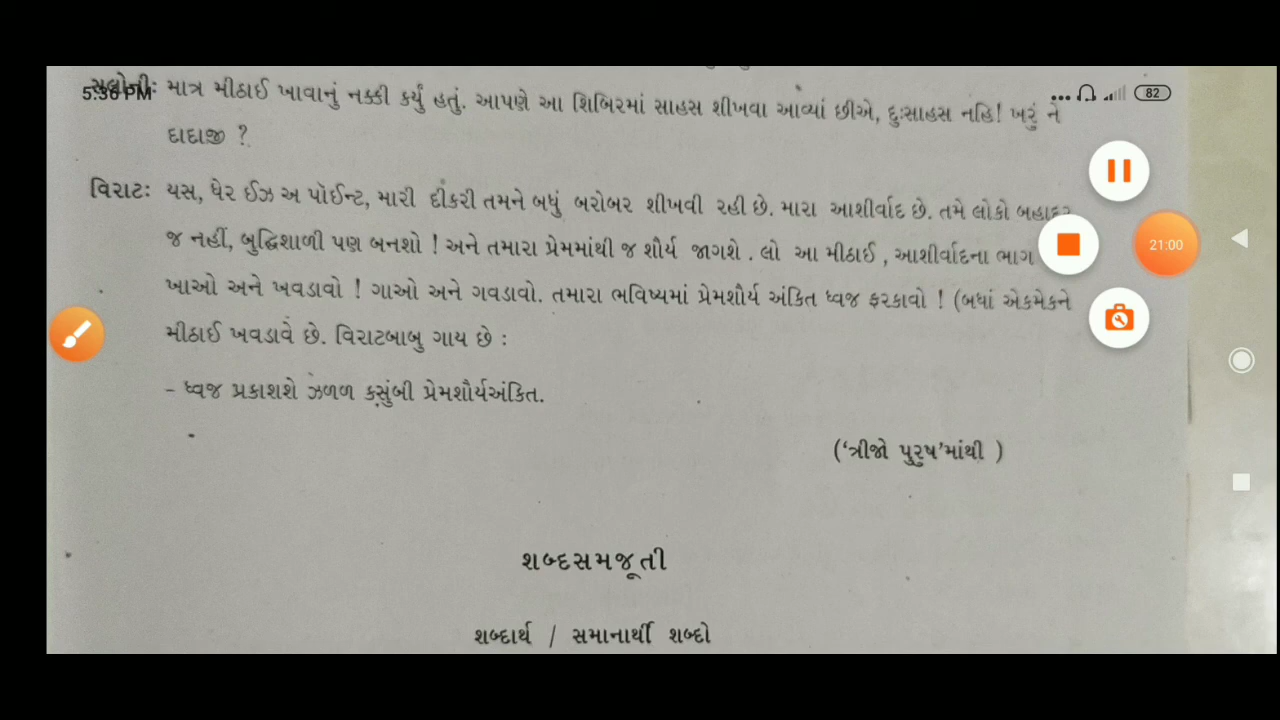 સલોની: માત્ર મીઠાઈ ખાવાનું નક્કી કર્યું હતું. આપણે આ શિબિરમાં સાહસ શીખવા આવ્યાં છીએ, દુઃસાહસ નહિ! ખરું ને
5:36 PM
82
દાદાજી ?
વિરાટ: યસ, ધેર ઈઝ અ પૉઈન્ટ, મારી દીકરી તમને બધું બરોબર શીખવી રહી છે. મારા આશીર્વાદ છે. તમે લોકો બહાદુર
જ નહીં, બુદ્ધિશાળી પણ બનશો ! અને તમારા પ્રેમમાંથી જ શૌર્ય જાગશે . લો આ મીઠાઈ , આશીર્વાદના ભાગ
21:00
ખાઓ અને ખવડાવો ! ગાઓ અને ગવડાવો. તમારા ભવિષ્યમાં પ્રેમશૌર્ય અંકિત ધ્વજ ફરકાવો ! (બધાં એકમેકને
મીઠાઈ ખવડાવે છે. વિરાટબાબુ ગાય છે :
– ધ્વજ પ્રકાશશે ઝળળ કસુંબી પ્રેમશૌર્યઅંકિત.
(‘ત્રીજો પુરુષ’માંથી )
શબ્દસમજૂતી
શબ્દાર્થ / સમાનાર્થી શબ્દો